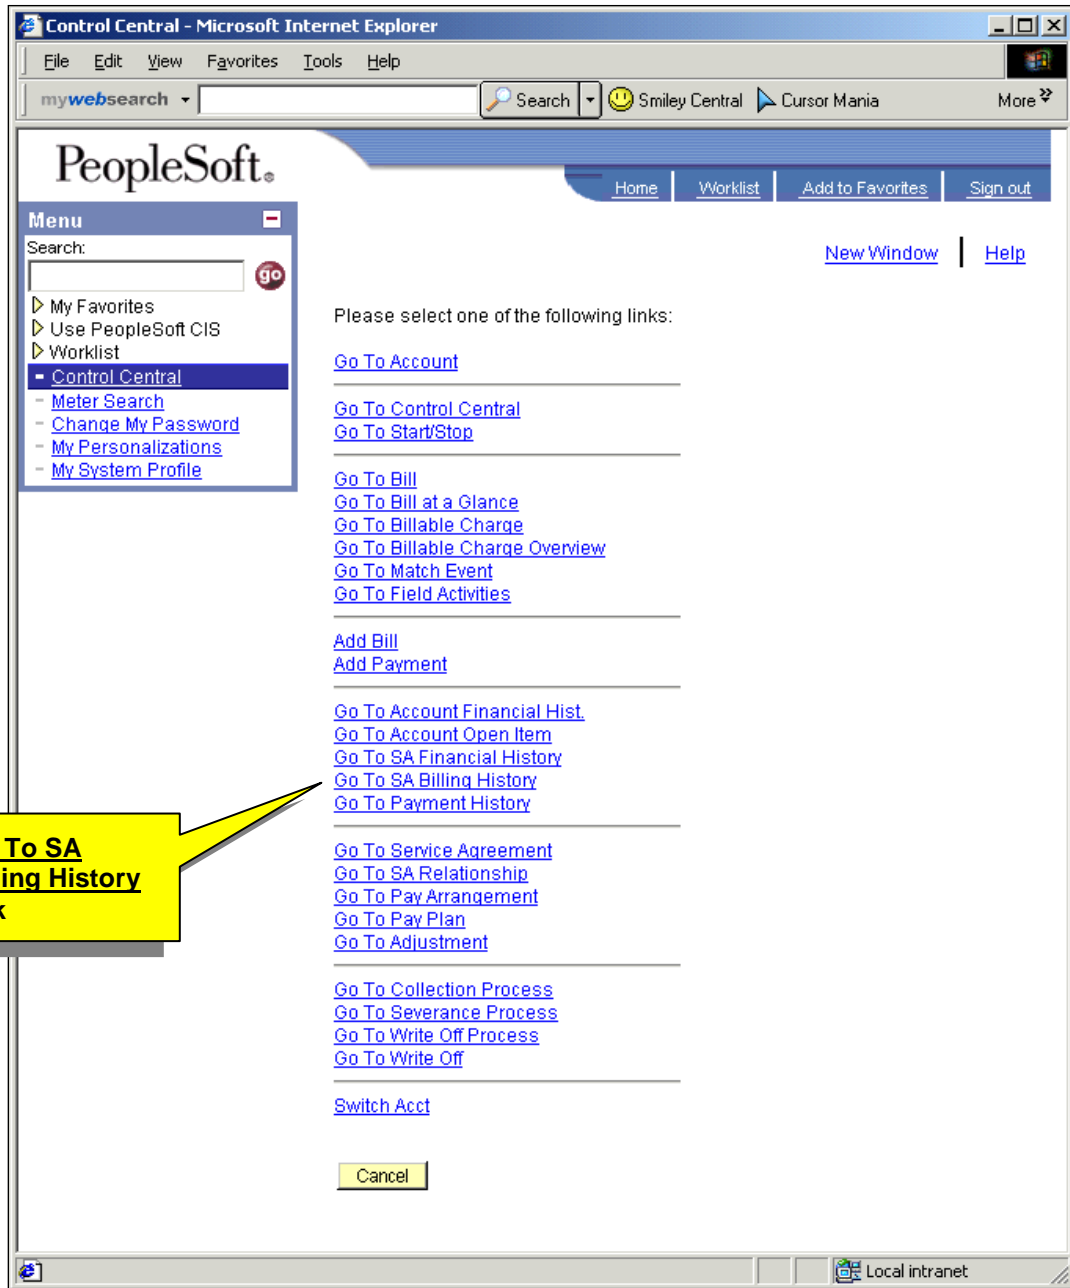 Control Central - Microsoft Internet Explorer
File Edit View Favorites Tools Help
mywebsearch Search Smiley Central Cursor Mania More
PeopleSoft®
Home Worklist Add to Favorites Sign out
Menu
Search:
go
My Favorites
Use PeopleSoft CIS
Worklist
Control Central
Meter Search
Change My Password
My Personalizations
My System Profile
New Window Help
Please select one of the following links:
Go To Account
Go To Control Central
Go To Start/Stop
Go To Bill
Go To Bill at a Glance
Go To Billable Charge
Go To Billable Charge Overview
Go To Match Event
Go To Field Activities
Add Bill
Add Payment
Go To Account Financial Hist.
Go To Account Open Item
Go To SA Financial History
Go To SA Billing History
Go To Payment History
To SA
ing History
k
Go To Service Agreement
Go To SA Relationship
Go To Pay Arrangement
Go To Pay Plan
Go To Adjustment
Go To Collection Process
Go To Severance Process
Go To Write Off Process
Go To Write Off
Switch Acct
Cancel
Local intranet